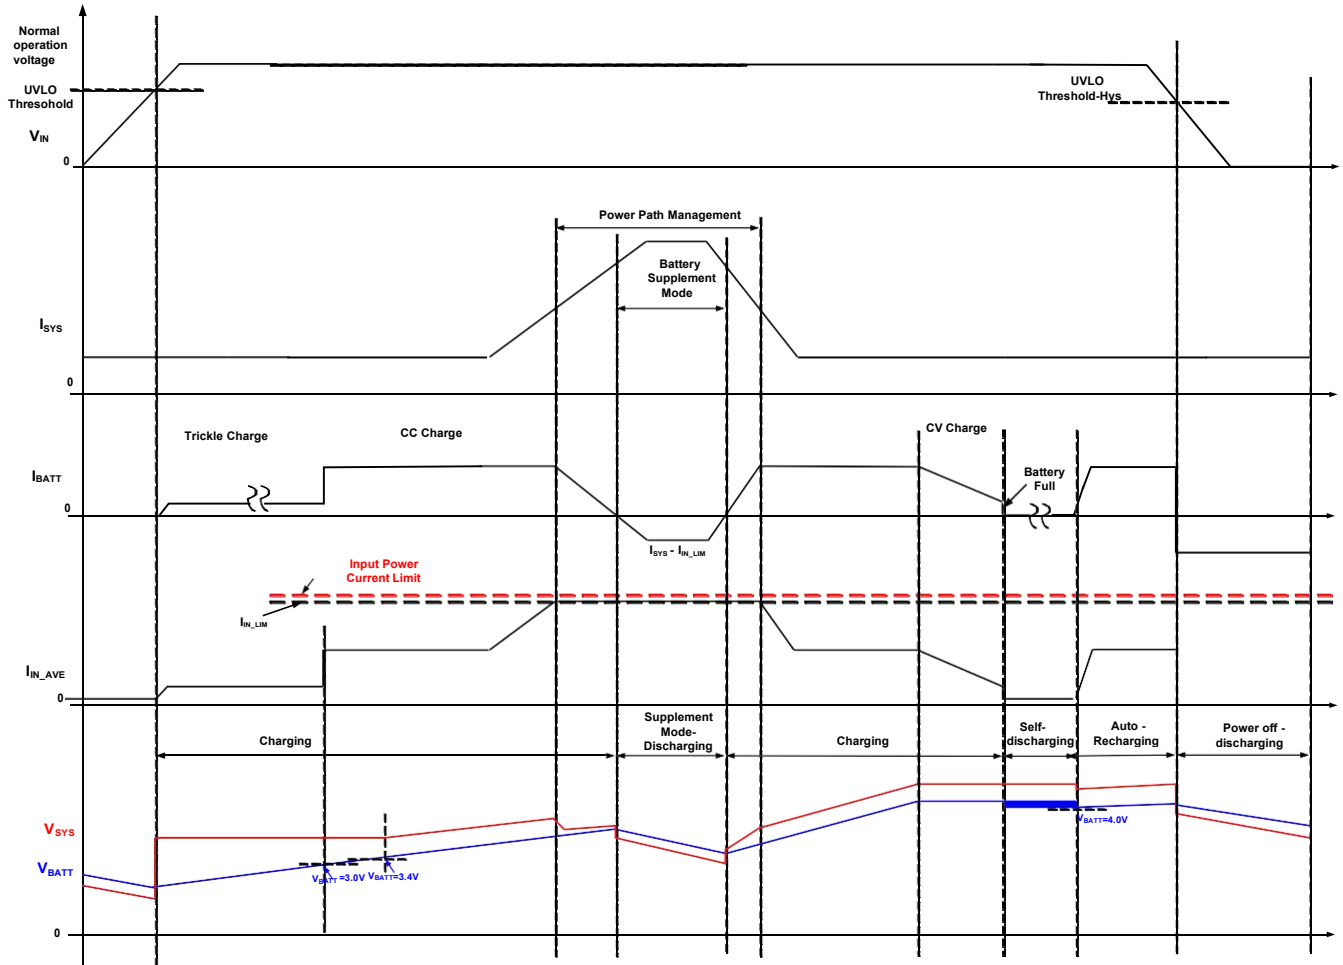 Normal
operation
voltage
UVLO
Thresohold
UVLO
Threshold-Hys
VIN
0
Power Path Management
Battery
Supplement
Mode
ISYS
0
Trickle Charge
CC Charge
CV Charge
Battery
Full
IBATT
0
ISYS - IIN_LIM
Input Power
Current Limit
IIN_LIM
IIN_AVE
0
Charging
Supplement
Mode-
Discharging
Charging
Self-
discharging
Auto -
Recharging
Power off -
discharging
VSYS
VBATT
VBATT =3.0V
VBATT=3.4V
VBATT=4.0V
0